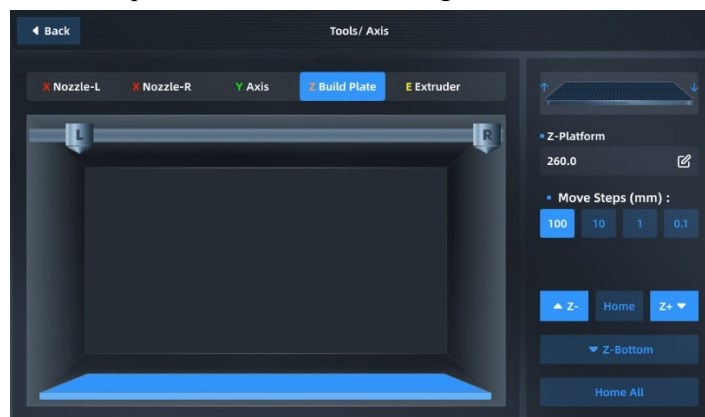 Back
Tools/ Axis
X Nozzle-L
X Nozzle-R
Y Axis
Z Build Plate
E Extruder
L
R
Z-Platform
260.0
Move Steps (mm) :
100 10 1 0.1
Z- Home Z+
Z-Bottom
Home All